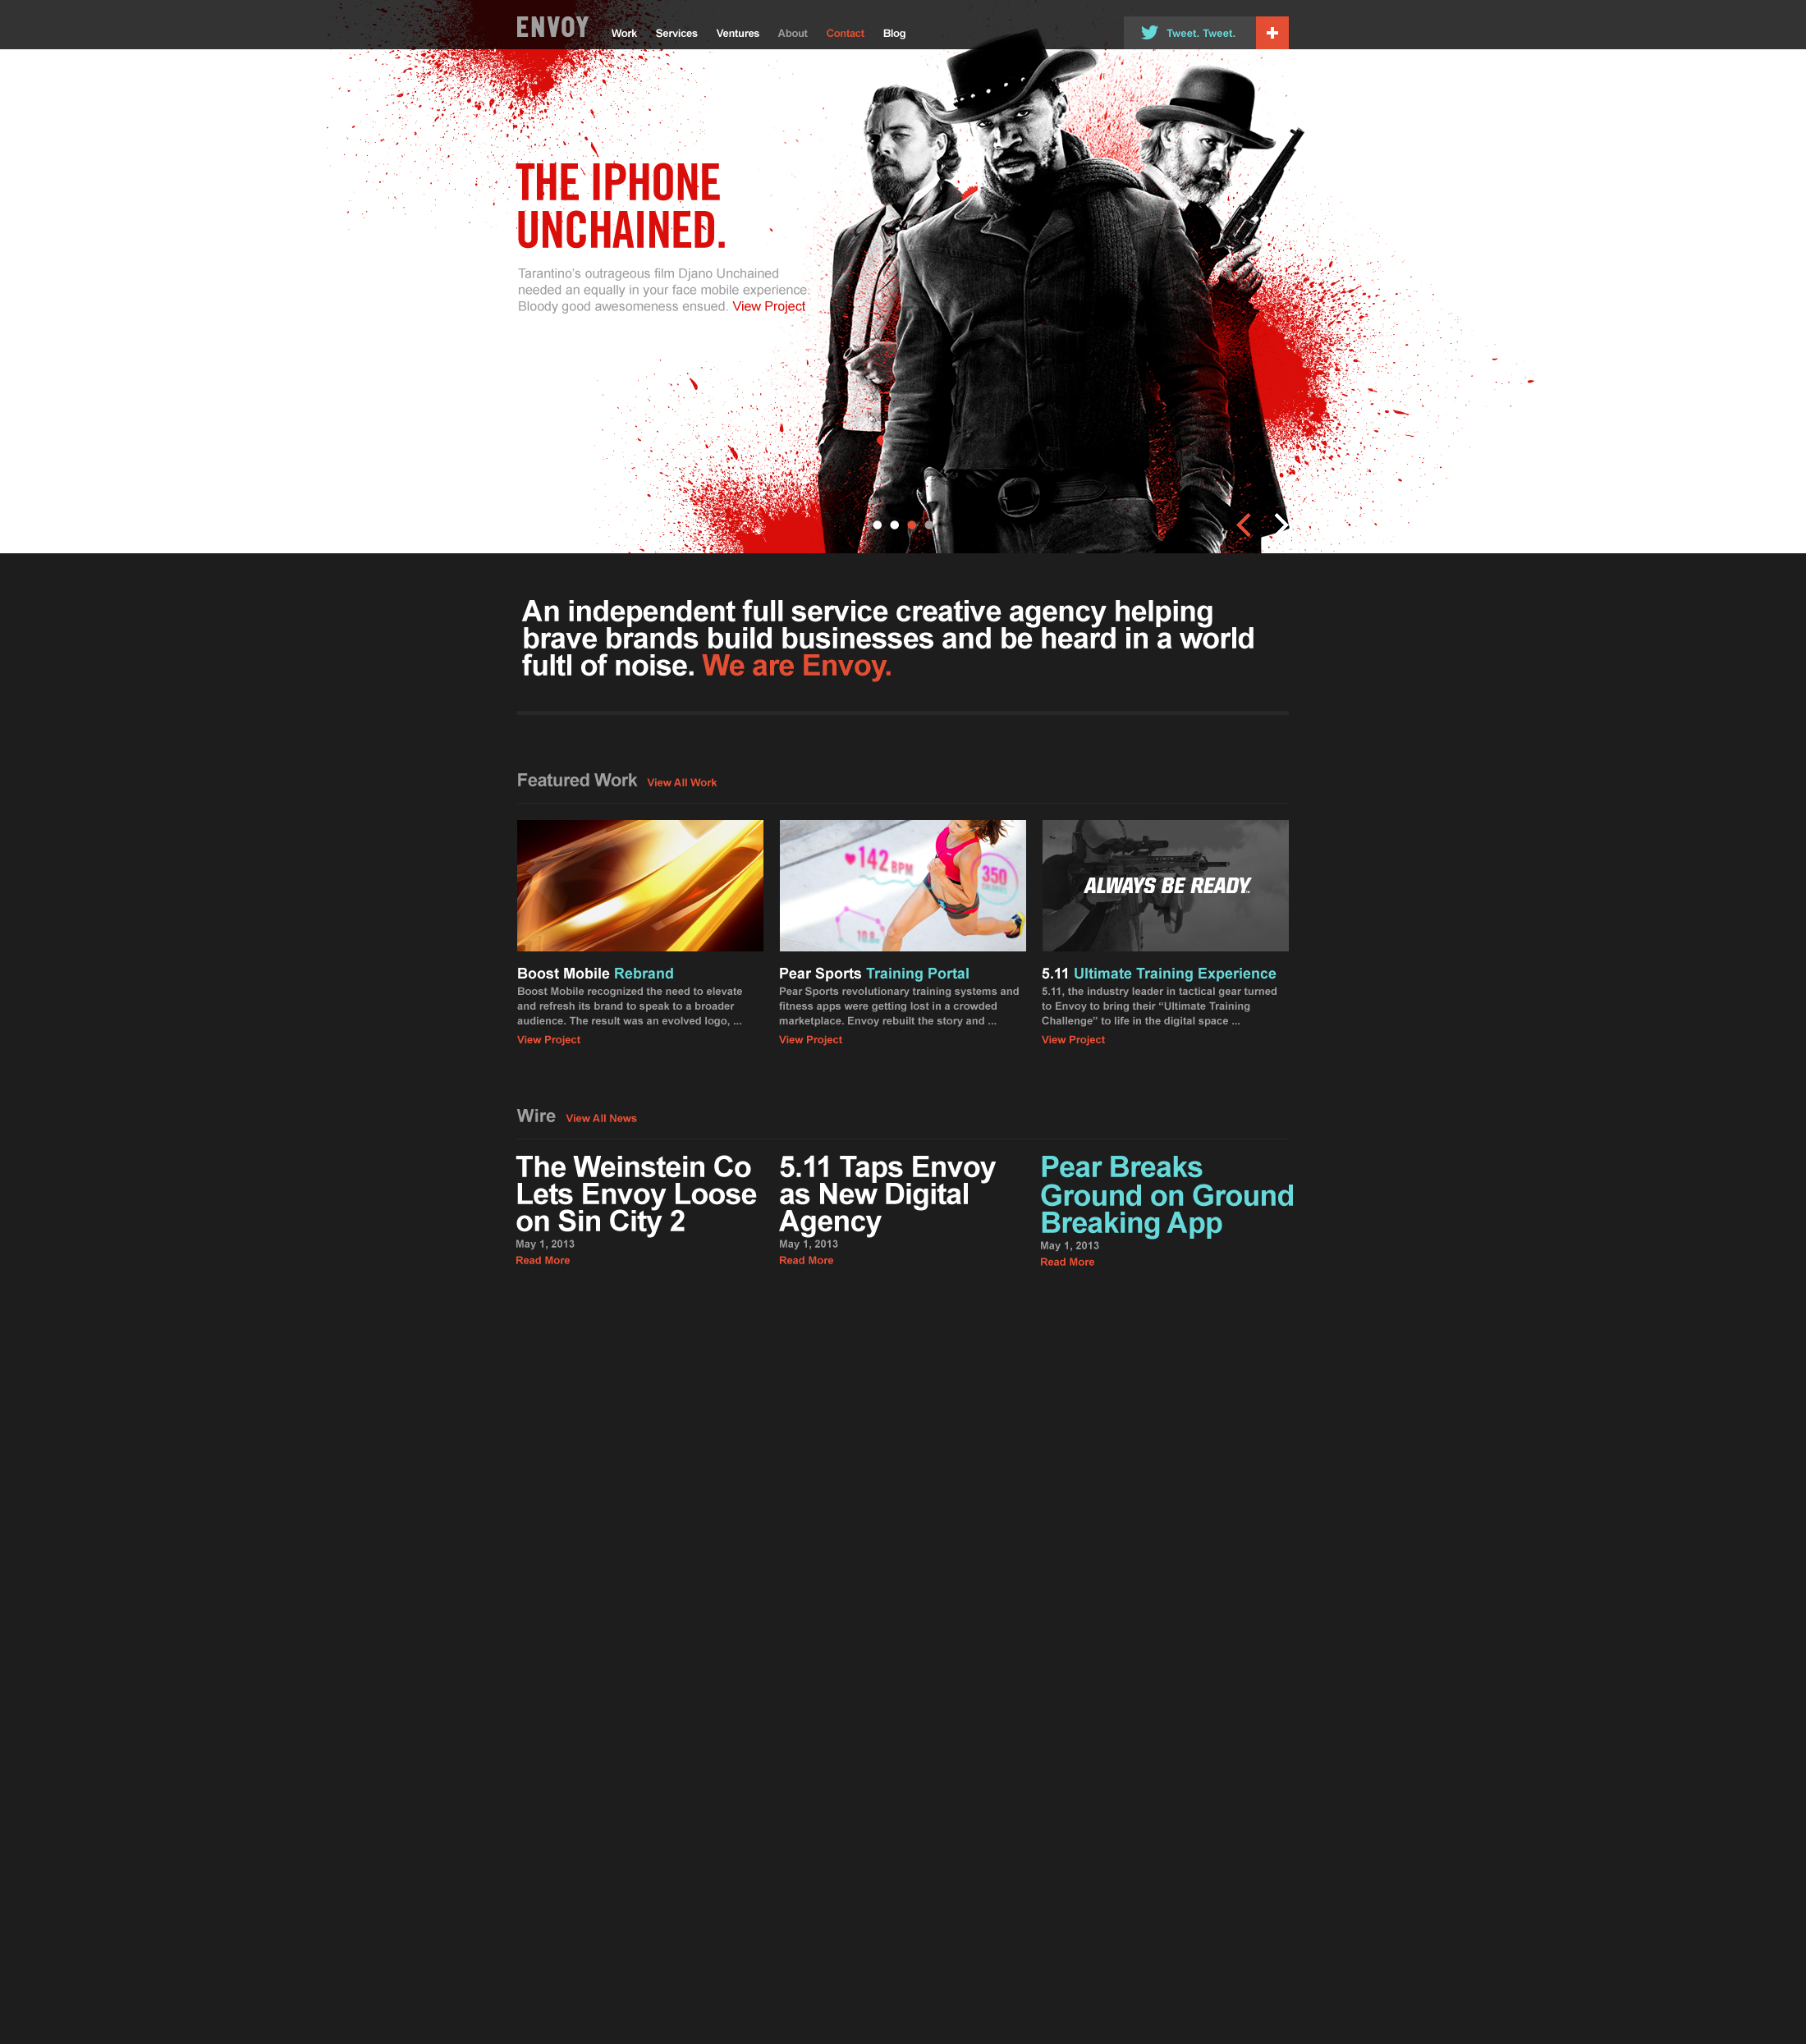 ENVOY
Work Services Ventures About Contact Blog
Tweet. Tweet.
THE IPHONE
UNCHAINED.
Tarantino's outrageous film Djano Unchained
needed an equally in your face mobile experience.
Bloody good awesomeness ensued. View Project
An independent full service creative agency helping
brave brands build businesses and be heard in a world
fultl of noise. We are Envoy.
Featured Work View All Work
142 BPM
350
10.8
ALWAYS BE READY.
Boost Mobile Rebrand
Boost Mobile recognized the need to elevate
and refresh its brand to speak to a broader
audience. The result was an evolved logo, ...
View Project
Pear Sports Training Portal
Pear Sports revolutionary training systems and
fitness apps were getting lost in a crowded
marketplace. Envoy rebuilt the story and ...
View Project
5.11 Ultimate Training Experience
5.11, the industry leader in tactical gear turned
to Envoy to bring their “Ultimate Training
Challenge” to life in the digital space ...
View Project
Wire View All News
The Weinstein Co
Lets Envoy Loose
on Sin City 2
May 1, 2013
Read More
5.11 Taps Envoy
as New Digital
Agency
May 1, 2013
Read More
Pear Breaks
Ground on Ground
Breaking App
May 1, 2013
Read More